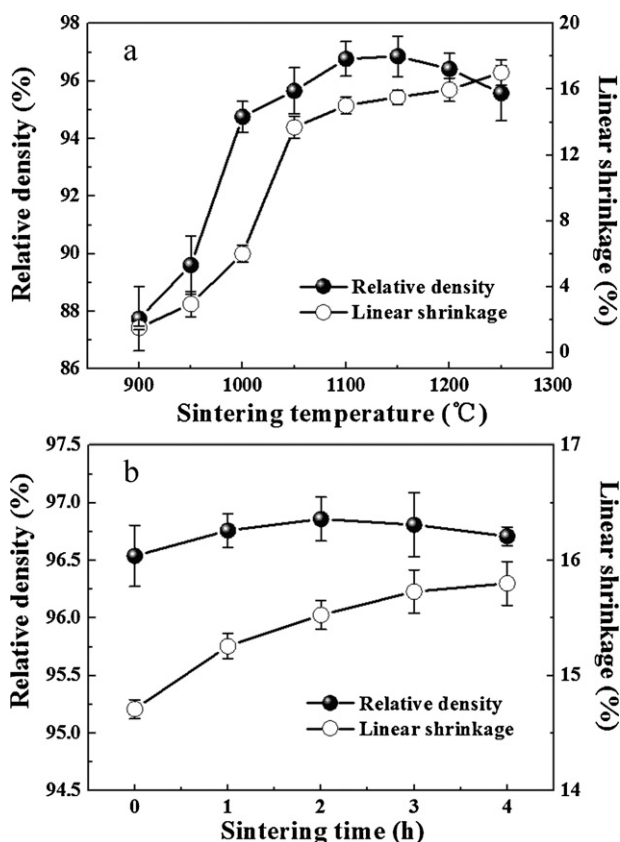 a
Relative density (%)
98
96
94
92
90
88
86
20
16
12
8
4
0
Linear shrinkage (%)
Relative density
Linear shrinkage
900
1000
1100
1200
1300
Sintering temperature (℃)
b
Relative density (%)
97.5
97.0
96.5
96.0
95.5
95.0
94.5
17
16
15
14
Linear shrinkage (%)
Relative density
Linear shrinkage
0
1
2
3
4
Sintering time (h)